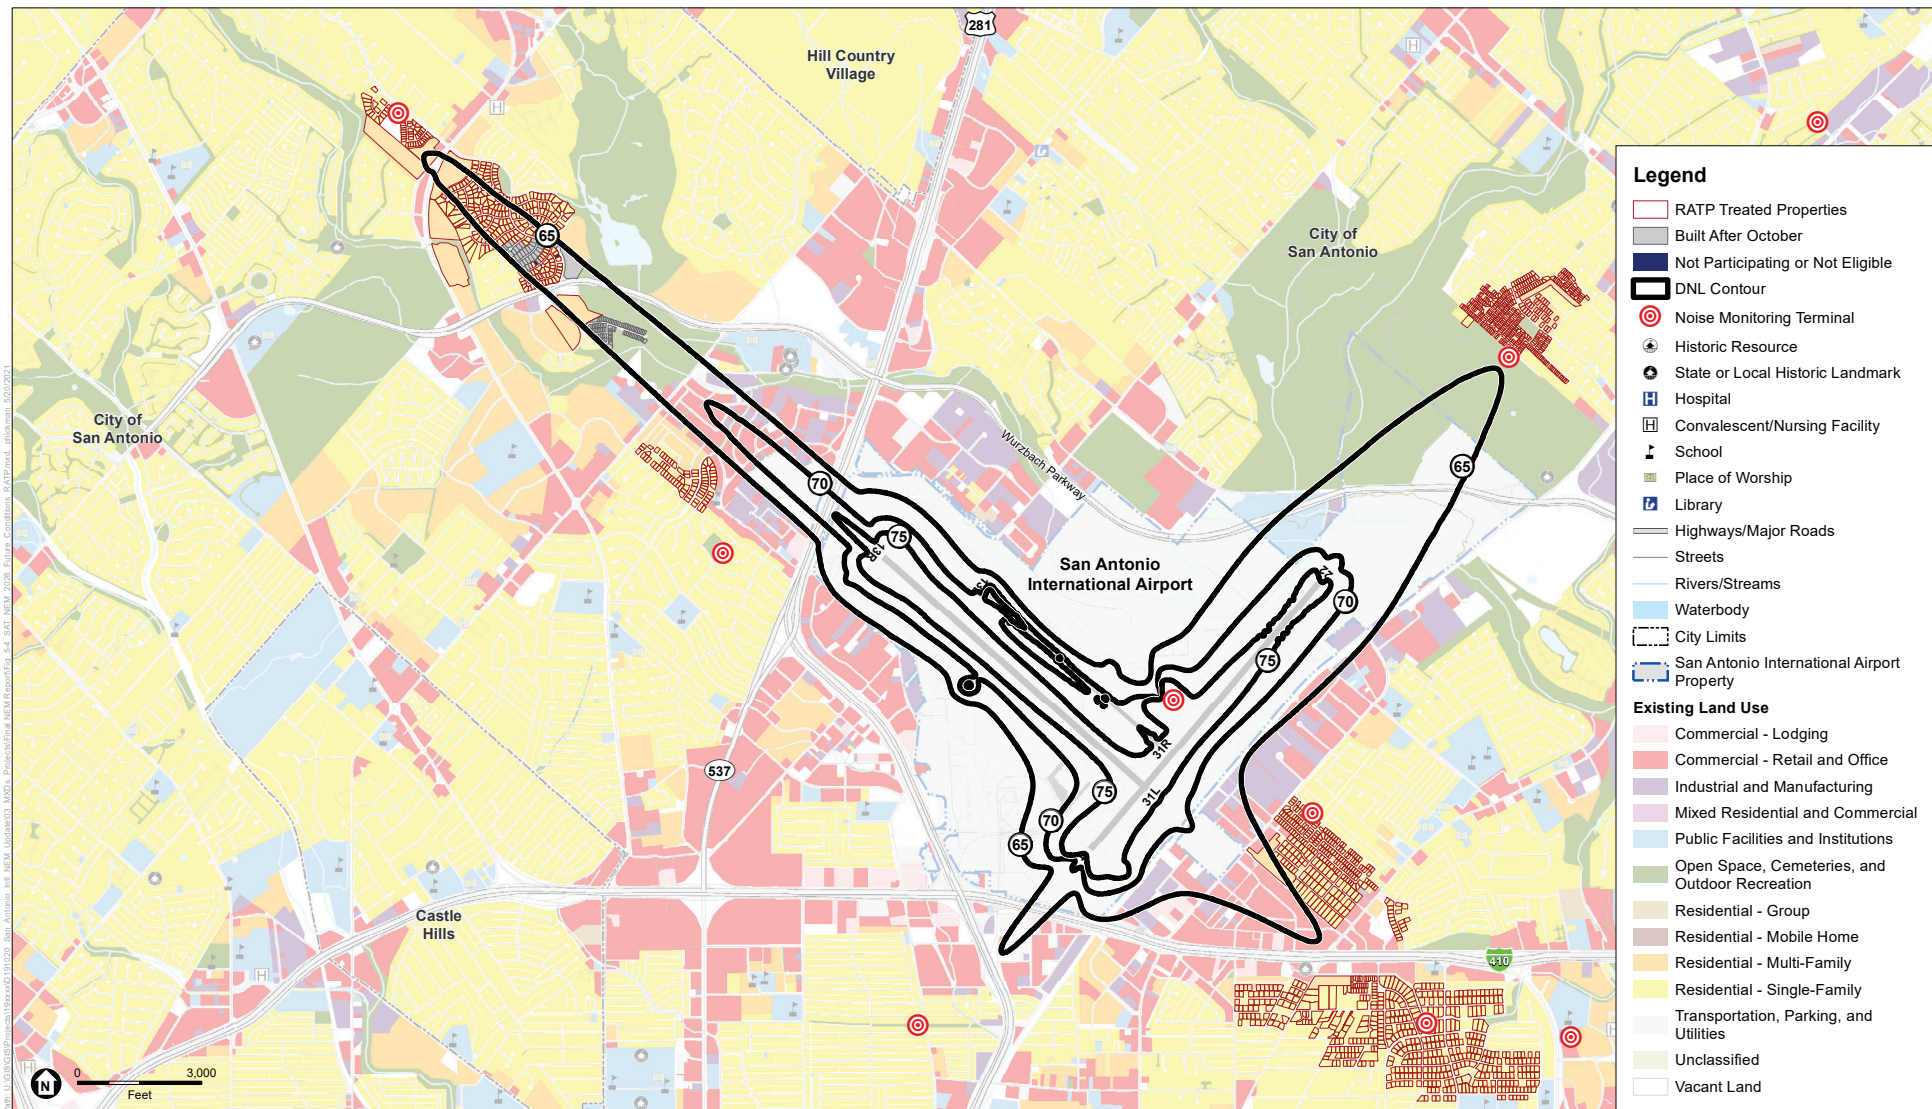 281
Hill Country
Village
City of
San Antonio
65
City of
San Antonio
Wurzbach Parkway
65
70
75
13R
13L
San Antonio
International Airport
22
70
75
31R
31L
537
75
70
65
Castle
Hills
410
N
0
3,000
Feet
Legend
RATP Treated Properties
Built After October
Not Participating or Not Eligible
DNL Contour
Noise Monitoring Terminal
Historic Resource
State or Local Historic Landmark
H
Hospital
H
Convalescent/Nursing Facility
School
Place of Worship
Library
Highways/Major Roads
Streets
Rivers/Streams
Waterbody
City Limits
San Antonio International Airport
Property
Existing Land Use
Commercial - Lodging
Commercial - Retail and Office
Industrial and Manufacturing
Mixed Residential and Commercial
Public Facilities and Institutions
Open Space, Cemeteries, and
Outdoor Recreation
Residential - Group
Residential - Mobile Home
Residential - Multi-Family
Residential - Single-Family
Transportation, Parking, and
Utilities
Unclassified
Vacant Land